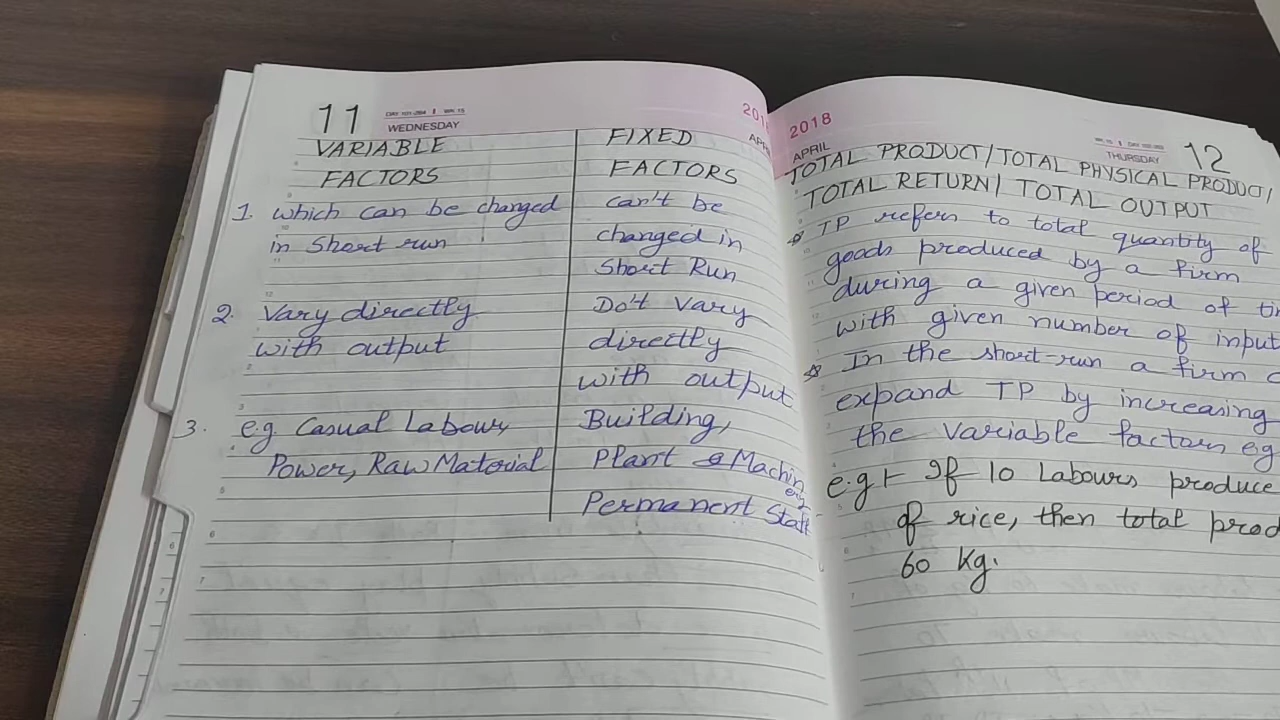 11
WEDNESDAY
VARIABLE FACTORS | FIXED FACTORS
1. which can be changed in Short run | can't be changed in Short Run
2. Vary directly with output | Do't Vary directly with output
3. e.g Casual Labour, Power, Raw Material | Building, Plant & Machinery Permanent Staff
2018
APRIL
THURSDAY
12
TOTAL PRODUCT/TOTAL PHYSICAL PRODUCT/
TOTAL RETURN/ TOTAL OUTPUT
TP refers to total quantity of
goods produced by a firm
during a given period of
with given number of input
In the short-run a firm
expand TP by increasing
the variable factors eg
e.g:- If 10 Labours produce
of rice, then total prod
60 kg.